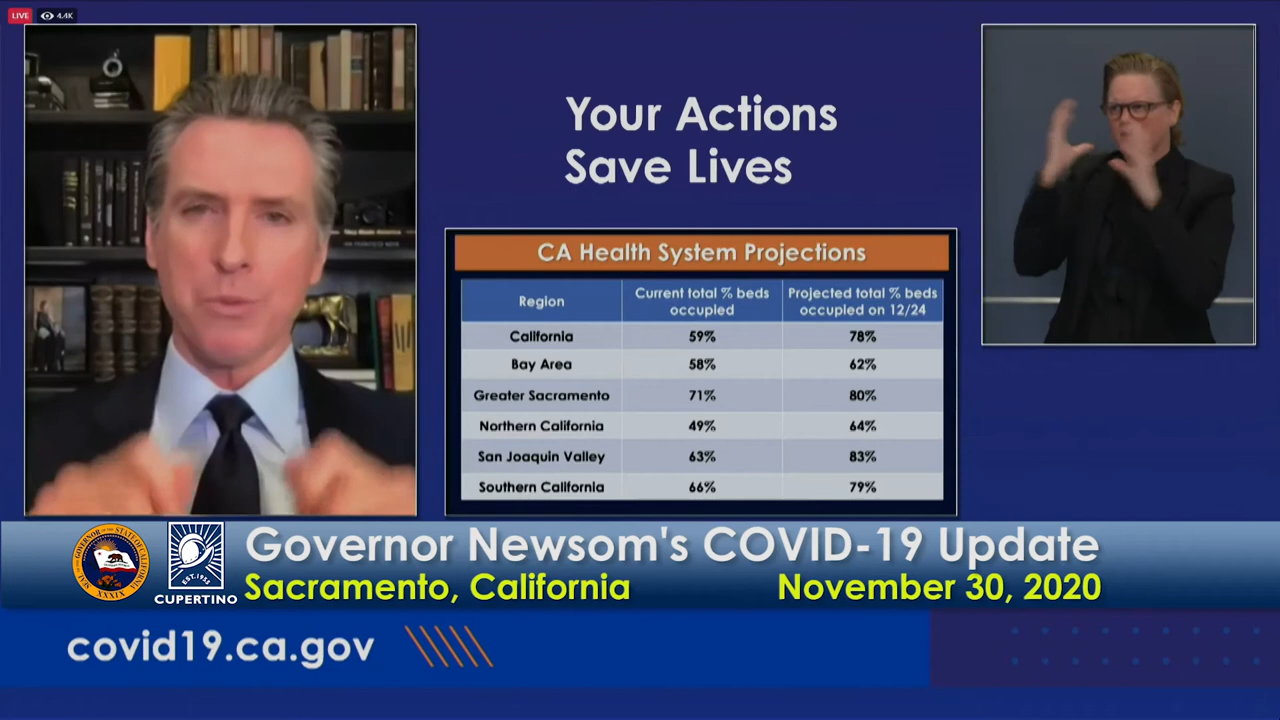 LIVE
4.4K
Your Actions
Save Lives
CA Health System Projections
Region
Current total % beds
occupied
Projected total % beds
occupied on 12/24
California 59% 78%
Bay Area 58% 62%
Greater Sacramento 71% 80%
Northern California 49% 64%
San Joaquin Valley 63% 83%
Southern California 66% 79%
EST. 1955
CUPERTINO
Governor Newsom's COVID-19 Update
Sacramento, California
November 30, 2020
covid19.ca.gov